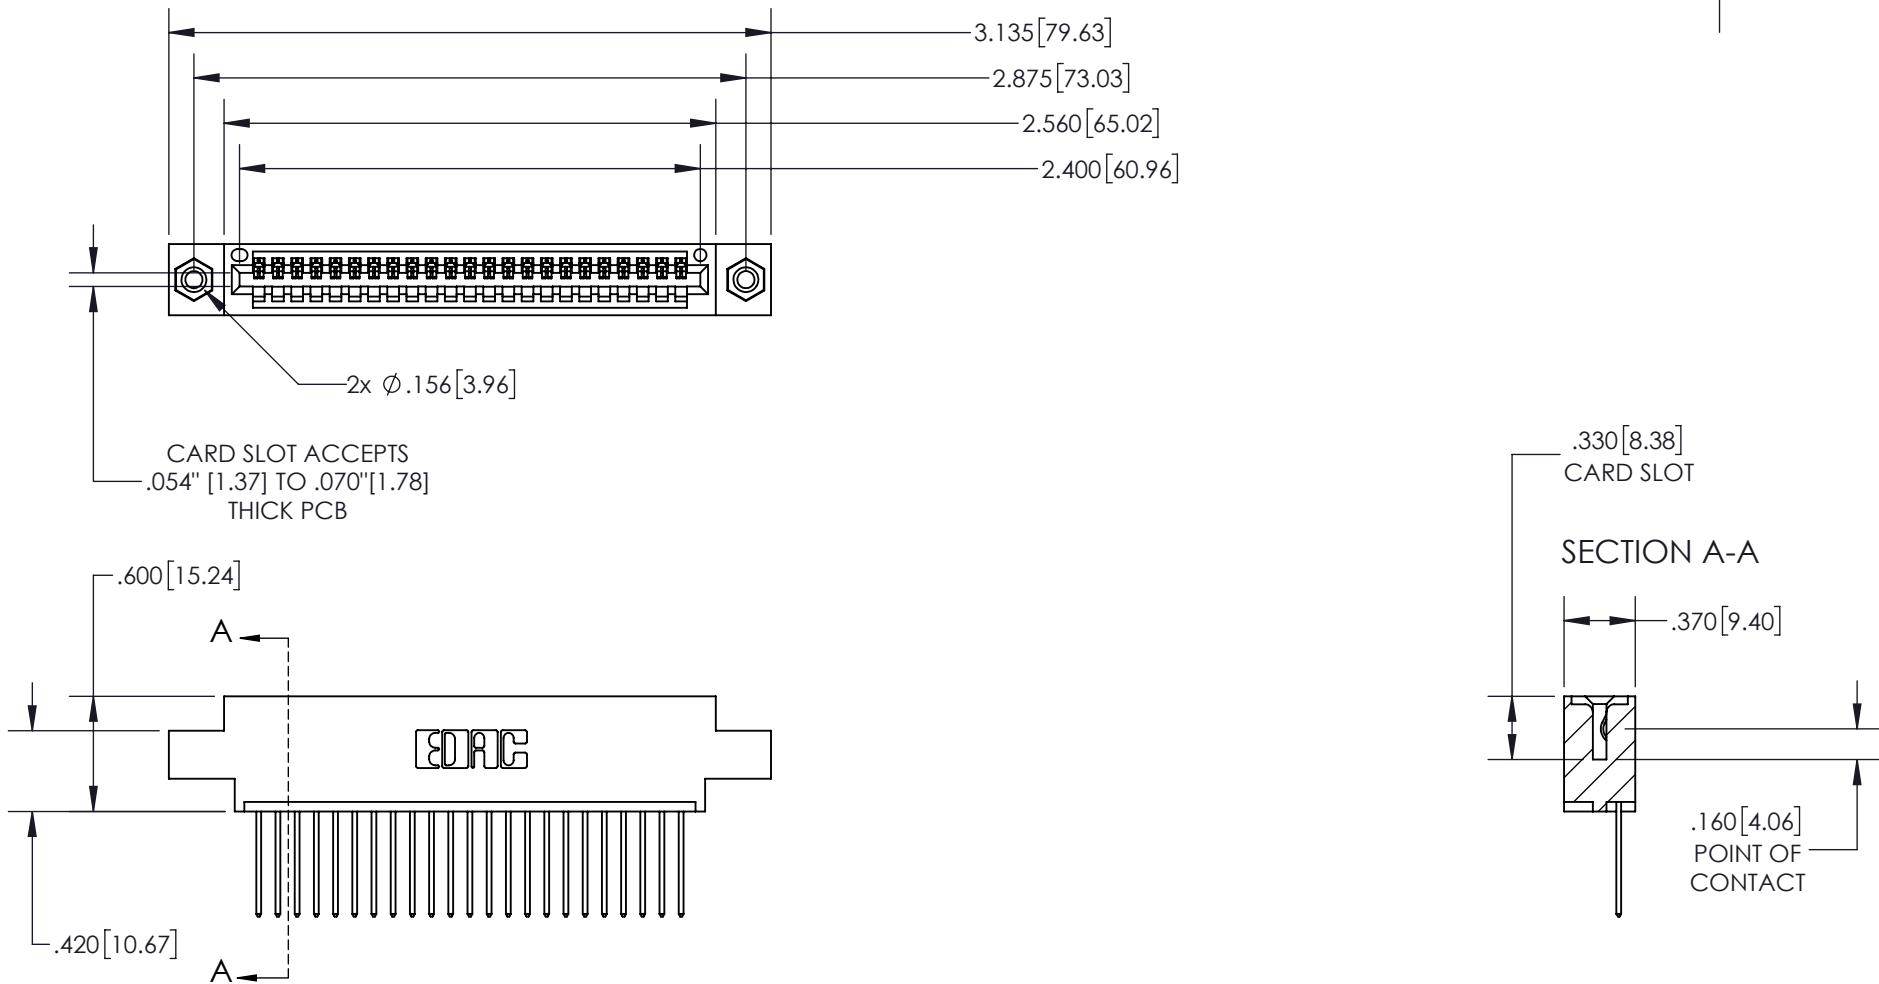 3.135[79.63]
2.875[73.03]
2.560[65.02]
2.400[60.96]
2x ∅.156[3.96]
CARD SLOT ACCEPTS
.054" [1.37] TO .070"[1.78]
THICK PCB
.330[8.38]
CARD SLOT
SECTION A-A
.600[15.24]
.370[9.40]
A
EDAC
.160[4.06]
POINT OF
CONTACT
.420[10.67]
A